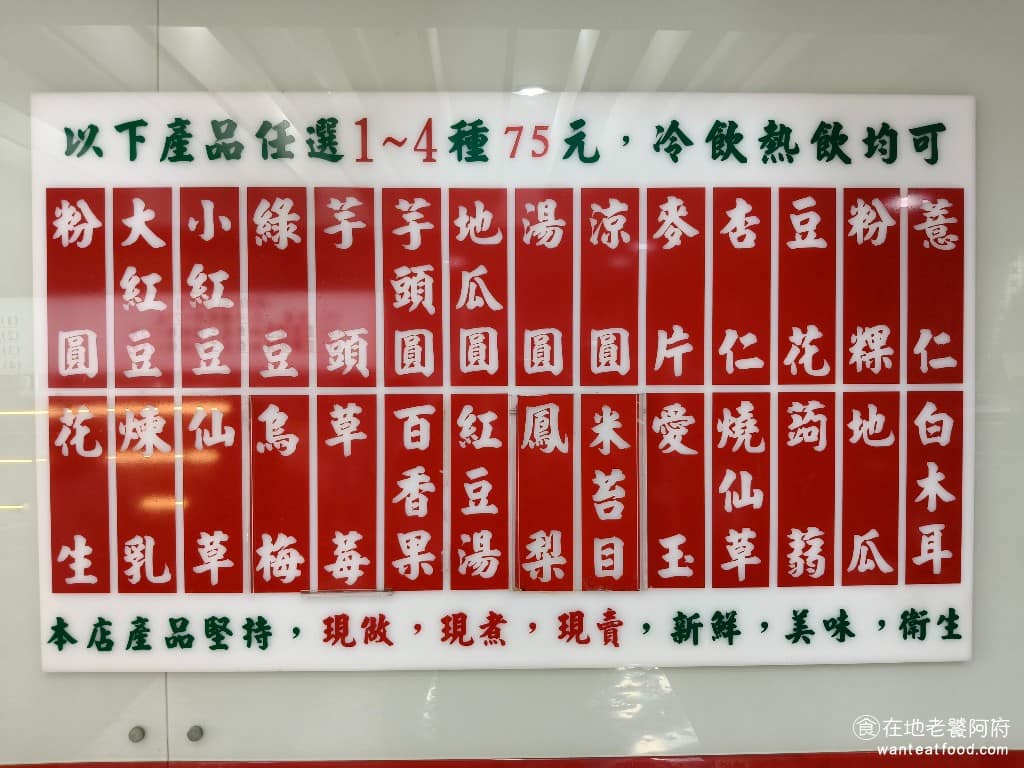 以下產品任選1~4種75元，冷飲熱飲均可
粉圓
大紅豆
小紅豆
綠豆
芋頭
芋頭圓
地瓜圓
湯圓
涼圓
麥片
杏仁
豆花
粉粿
薏仁
花生
煉乳
仙草
烏梅
草莓
百香果
紅豆湯
鳳梨
米苔目
愛玉
燒仙草
蒟蒻
地瓜
白木耳
本店產品堅持，現做，現煮，現賣，新鮮，美味，衛生
食在地老饕阿府
wanteatfood.com